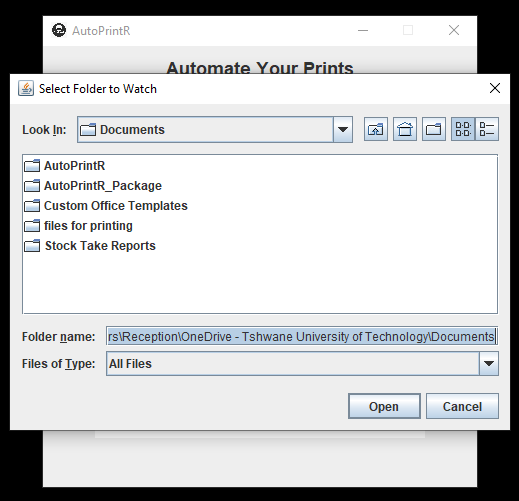 AutoPrintR
Automate Your Prints
Select Folder to Watch
Look In: Documents
AutoPrintR
AutoPrintR_Package
Custom Office Templates
files for printing
Stock Take Reports
Folder name: rs\Reception\OneDrive - Tshwane University of Technology\Documents
Files of Type: All Files
Open Cancel